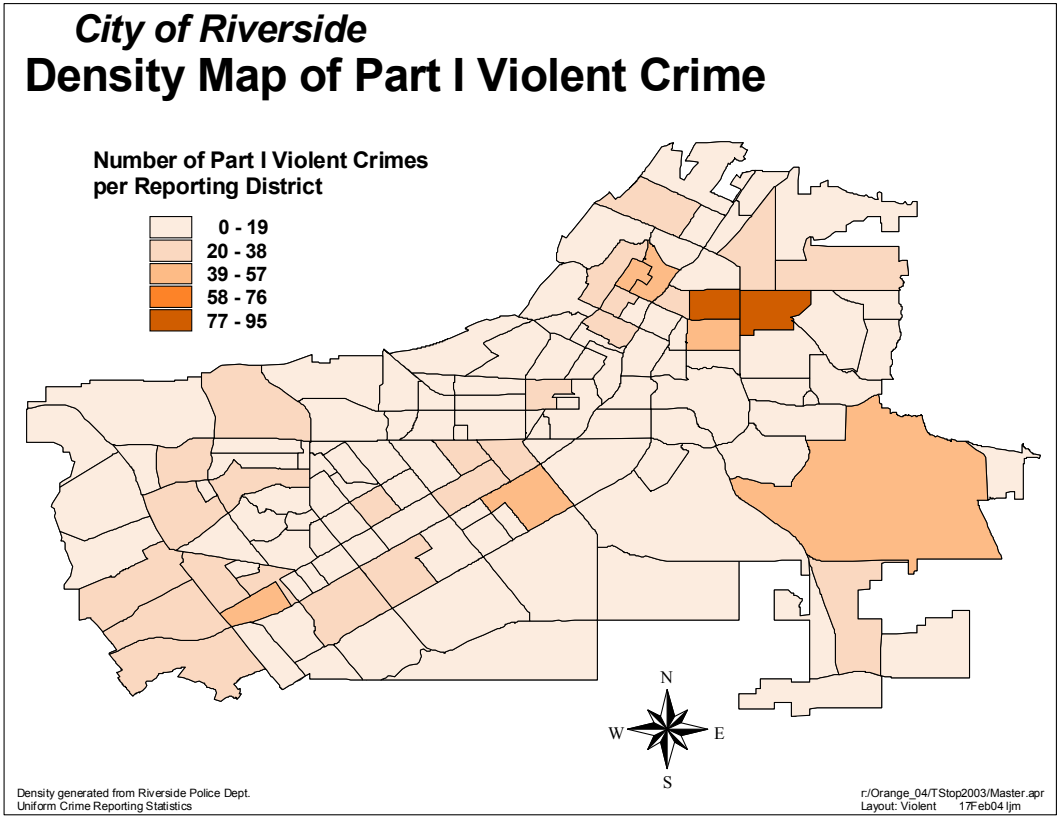 City of Riverside
Density Map of Part I Violent Crime
Number of Part I Violent Crimes
per Reporting District
0 - 19
20 - 38
39 - 57
58 - 76
77 - 95
N
W
E
S
Density generated from Riverside Police Dept.
Uniform Crime Reporting Statistics
r:/Orange_04/TStop2003/Master.apr
Layout: Violent 17Feb04 ljm